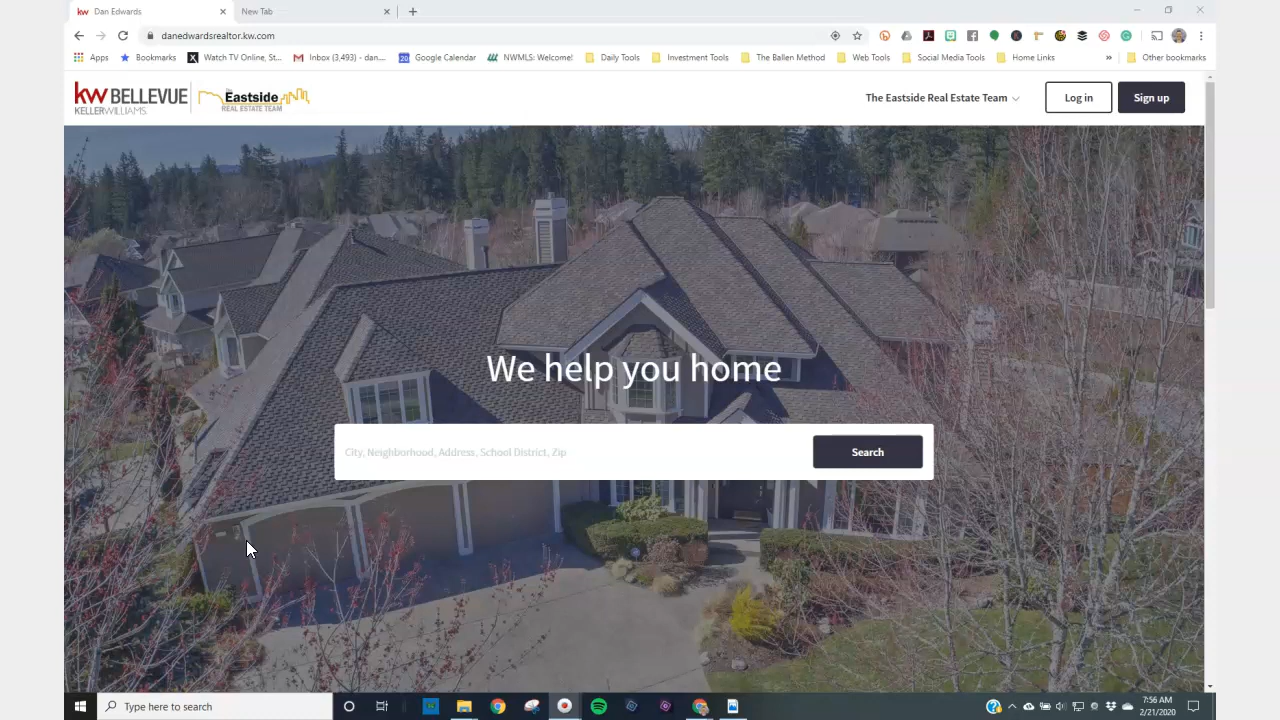 Dan Edwards
New Tab
danedwardsrealtor.kw.com
Apps
Bookmarks
Watch TV Online, St...
Inbox (3,493) - dan...
Google Calendar
NWMLS: Welcome!
Daily Tools
Investment Tools
The Ballen Method
Web Tools
Social Media Tools
Home Links
»
Other bookmarks
kw BELLEVUE
KELLERWILLIAMS.
The Eastside
REAL ESTATE TEAM
The Eastside Real Estate Team
Log in
Sign up
We help you home
City, Neighborhood, Address, School District, Zip
Search
Type here to search
7:56 AM
2/21/2020